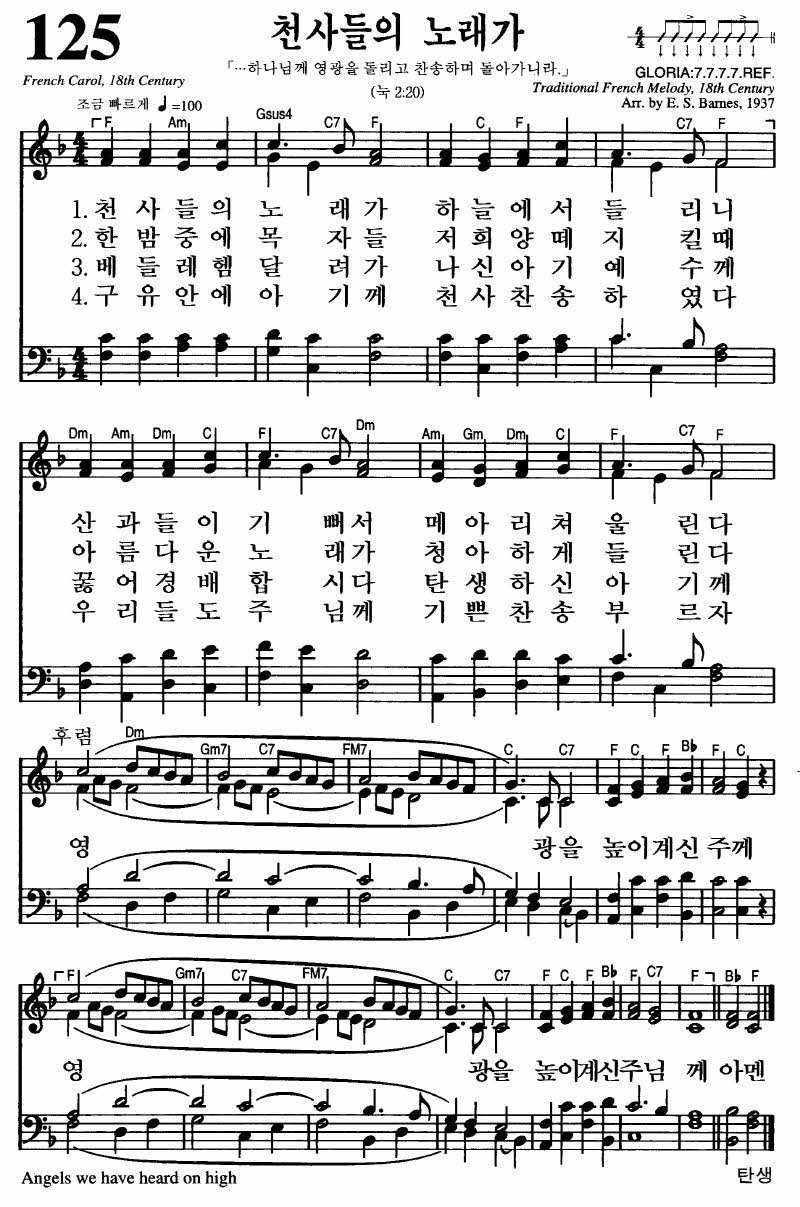 125
천사들의 노래가
「…하나님께 영광을 돌리고 찬송하며 돌아가니라.」
(눅 2:20)
GLORIA:7.7.7.7.REF.
French Carol, 18th Century
Traditional French Melody, 18th Century
Arr. by E. S. Barnes, 1937
조금 빠르게 ♩=100
F Am Gsus4 C7 F C F C7 F
4/4
1. 천 사 들 의 노 래 가 하 늘 에 서 들 리 니
2. 한 밤 중 에 목 자 들 저 희 양 떼 지 킬 때
3. 베 들 레 헴 달 려 가 나 신 아 기 예 수 께
4. 구 유 안 에 아 기 께 천 사 찬 송 하 였 다
4/4
Dm Am Dm C F C7 Dm Am Gm Dm C F C7 F
산 과 들 이 기 뻐 서 메 아 리 쳐 울 린 다
아 름 다 운 노 래 가 청 아 하 게 들 린 다
꿇 어 경 배 합 시 다 탄 생 하 신 아 기 께
우 리 들 도 주 님 께 기 쁜 찬 송 부 르 자
후렴 Dm Gm7 C7 FM7 C C7 F C F Bb F C
영 광을 높이계신 주께
F Gm7 C7 FM7 C C7 F C F Bb F C7 F Bb F
영 광을 높이계신주님 께 아멘
Angels we have heard on high
탄생